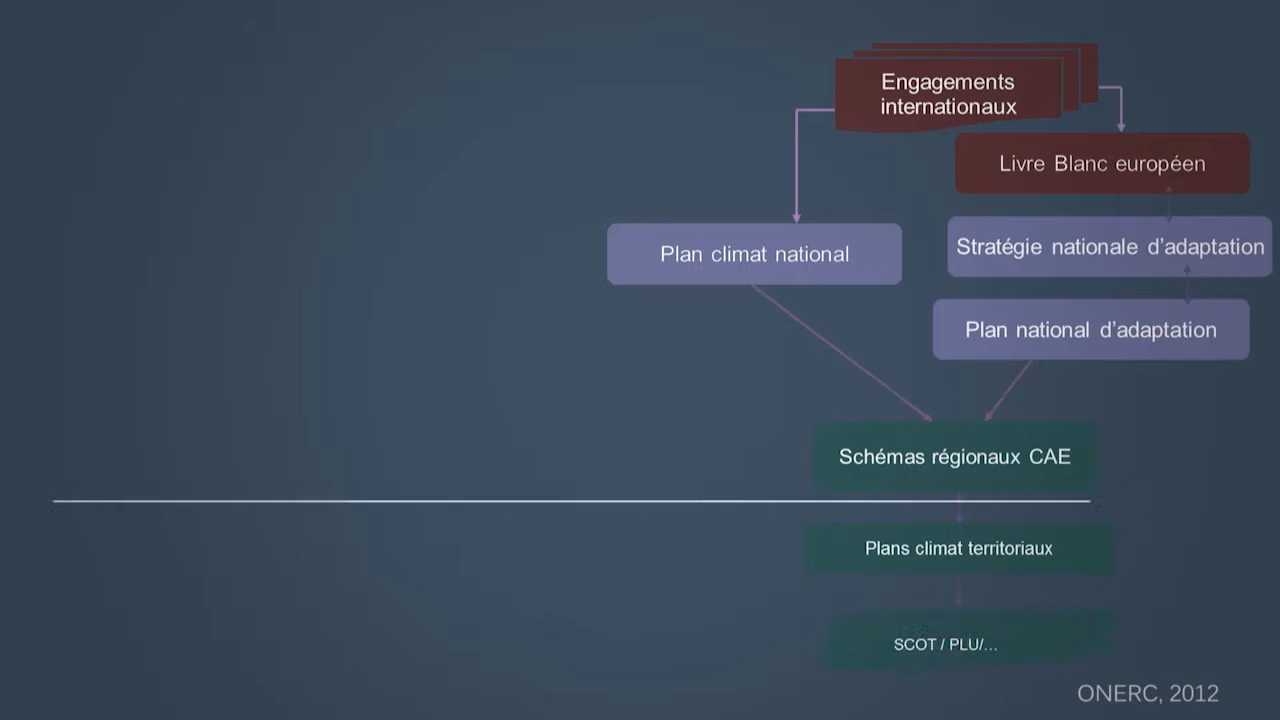 Engagements
internationaux
Livre Blanc européen
Plan climat national
Stratégie nationale d’adaptation
Plan national d’adaptation
Schémas régionaux CAE
Plans climat territoriaux
SCOT / PLU/…
ONERC, 2012